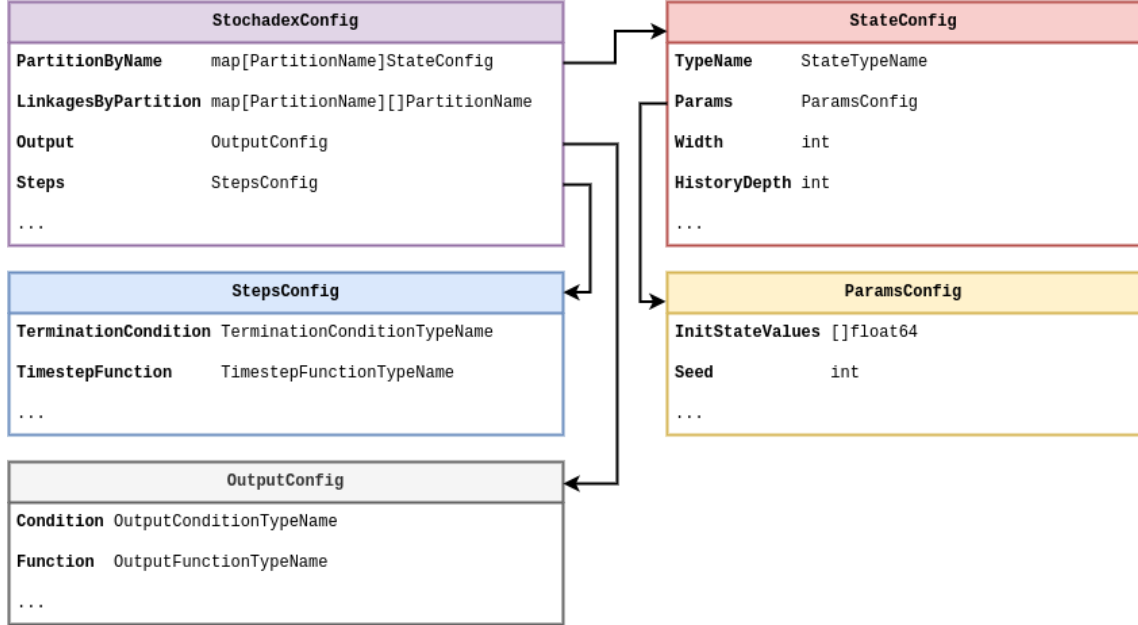 StochadexConfig
PartitionByName map[PartitionName]StateConfig
LinkagesByPartition map[PartitionName][]PartitionName
Output OutputConfig
Steps StepsConfig
...
StateConfig
TypeName StateTypeName
Params ParamsConfig
Width int
HistoryDepth int
...
StepsConfig
TerminationCondition TerminationConditionTypeName
TimestepFunction TimestepFunctionTypeName
...
ParamsConfig
InitStateValues []float64
Seed int
...
OutputConfig
Condition OutputConditionTypeName
Function OutputFunctionTypeName
...